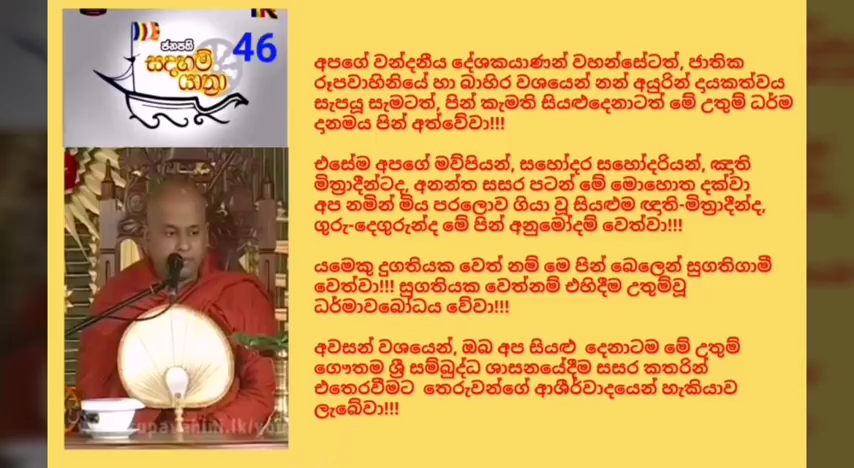 ජනපති
සදහම්
යාත්‍රා
46
අපගේ වන්දනීය දේශකයාණන් වහන්සේටත්, ජාතික
රූපවාහිනියේ හා බාහිර වශයෙන් නන් අයුරින් දායකත්වය
සැපයූ සැමටත්, පින් කැමති සියළුදෙනාටත් මේ උතුම් ධර්ම
දානමය පින් අත්වේවා!!!
එසේම අපගේ මව්පියන්, සහෝදර සහෝදරියන්, ඤති
මිත්‍රාදීන්ටද, අනන්ත සසර පටන් මේ මොහොත දක්වා
අප නමින් මිය පරලොව ගියා වූ සියළුම ඥාති-මිත්‍රාදීන්ද,
ගුරු-දෙගුරුන්ද මේ පින් අනුමෝදම් වෙත්වා!!!
යමෙකු දුගතියක වෙත් නම් මෙ පින් බෙලෙන් සුගතිගාමී
වෙත්වා!!! සුගතියක වෙත්නම් එහිදීම උතුම්වූ
ධර්මාවබෝධය වේවා!!!
අවසන් වශයෙන්, ඔබ අප සියළු දෙනාටම මේ උතුම්
ගෞතම ශ්‍රී සම්බුද්ධ ශාසනයේදීම සසර කතරින්
එතෙරවීමට තෙරුවන්ගේ ආශීර්වාදයෙන් හැකියාව
ලැබේවා!!!